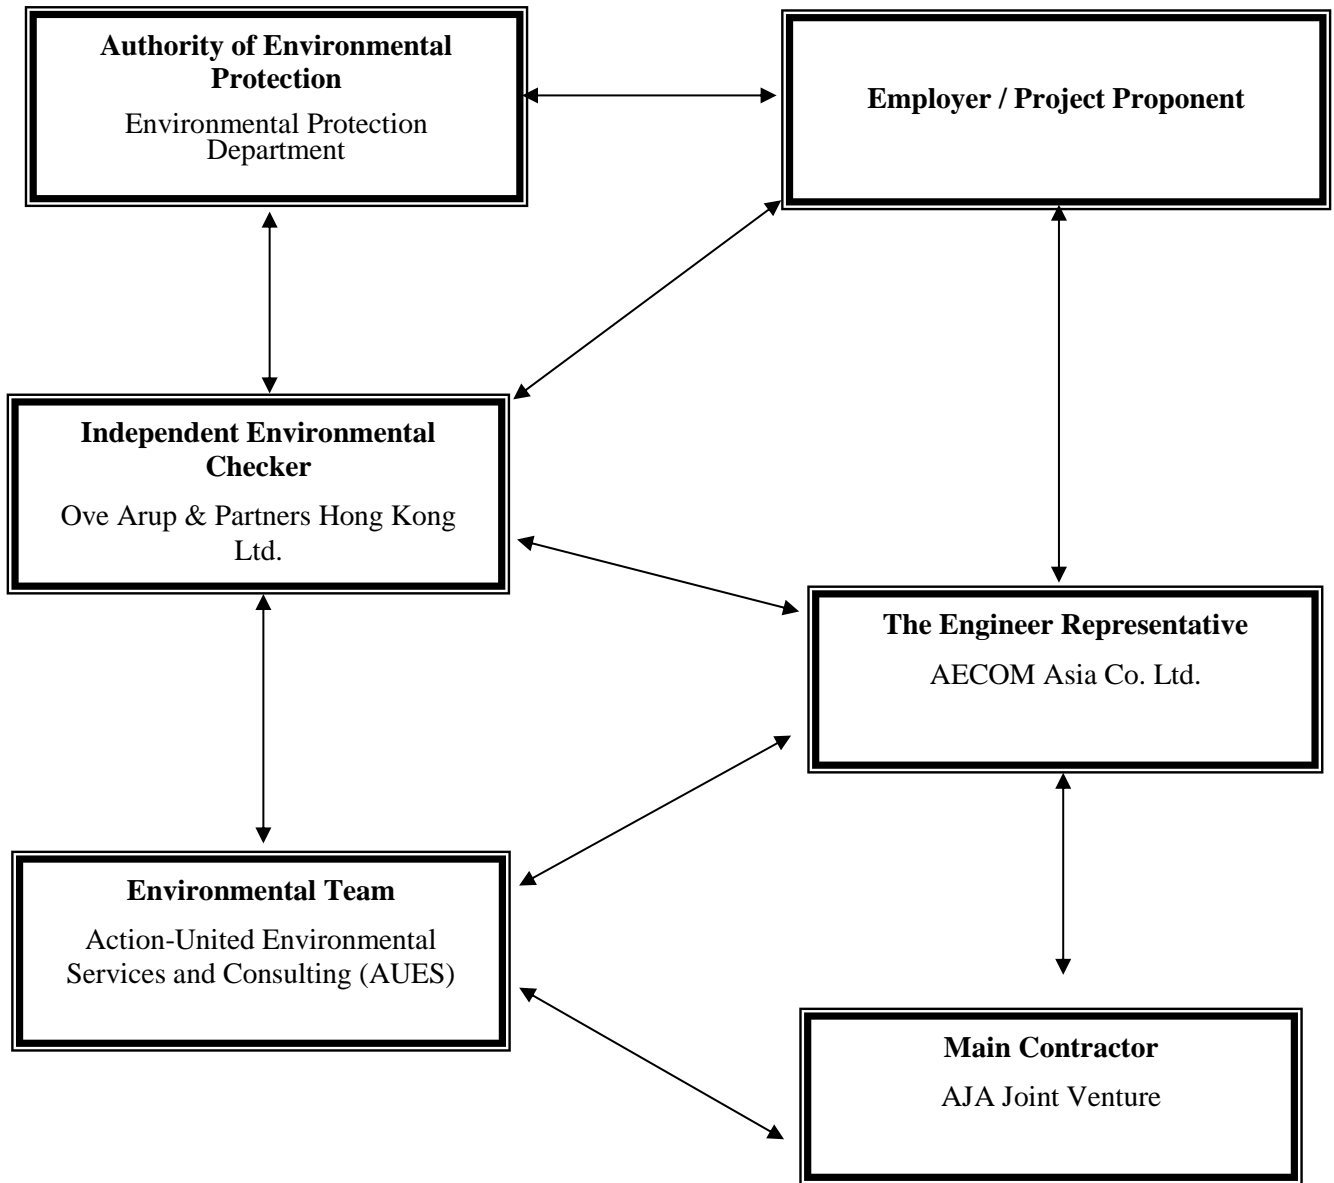 Authority of Environmental
Protection
Environmental Protection
Department
Employer / Project Proponent
Independent Environmental
Checker
Ove Arup & Partners Hong Kong
Ltd.
The Engineer Representative
AECOM Asia Co. Ltd.
Environmental Team
Action-United Environmental
Services and Consulting (AUES)
Main Contractor
AJA Joint Venture